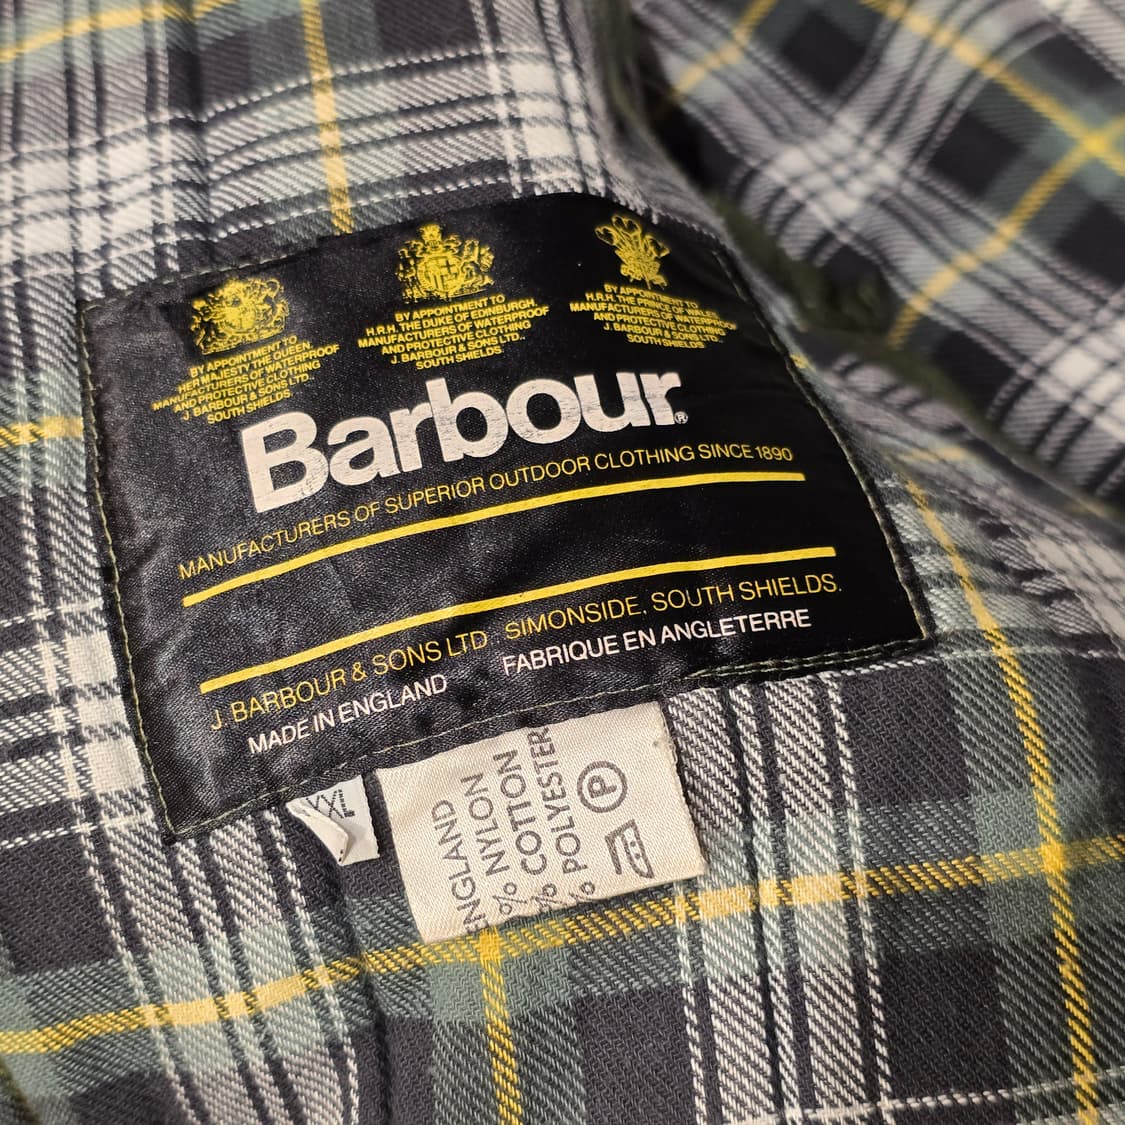 BY APPOINTMENT TO
HER MAJESTY THE QUEEN
MANUFACTURERS OF WATERPROOF
AND PROTECTIVE CLOTHING
J. BARBOUR & SONS LTD.,
SOUTH SHIELDS.
BY APPOINTMENT TO
H.R.H. THE DUKE OF EDINBURGH,
MANUFACTURERS OF WATERPROOF
AND PROTECTIVE CLOTHING
J. BARBOUR & SONS LTD.,
SOUTH SHIELDS.
BY APPOINTMENT TO
H.R.H. THE PRINCE OF WALES
MANUFACTURERS OF WATERPROOF
AND PROTECTIVE CLOTHING
J. BARBOUR & SONS LTD.
SOUTH SHIELDS.
Barbour®
MANUFACTURERS OF SUPERIOR OUTDOOR CLOTHING SINCE 1890
J. BARBOUR & SONS LTD. SIMONSIDE, SOUTH SHIELDS.
MADE IN ENGLAND FABRIQUE EN ANGLETERRE
XXL
ENGLAND
% NYLON
% COTTON
% POLYESTER
P